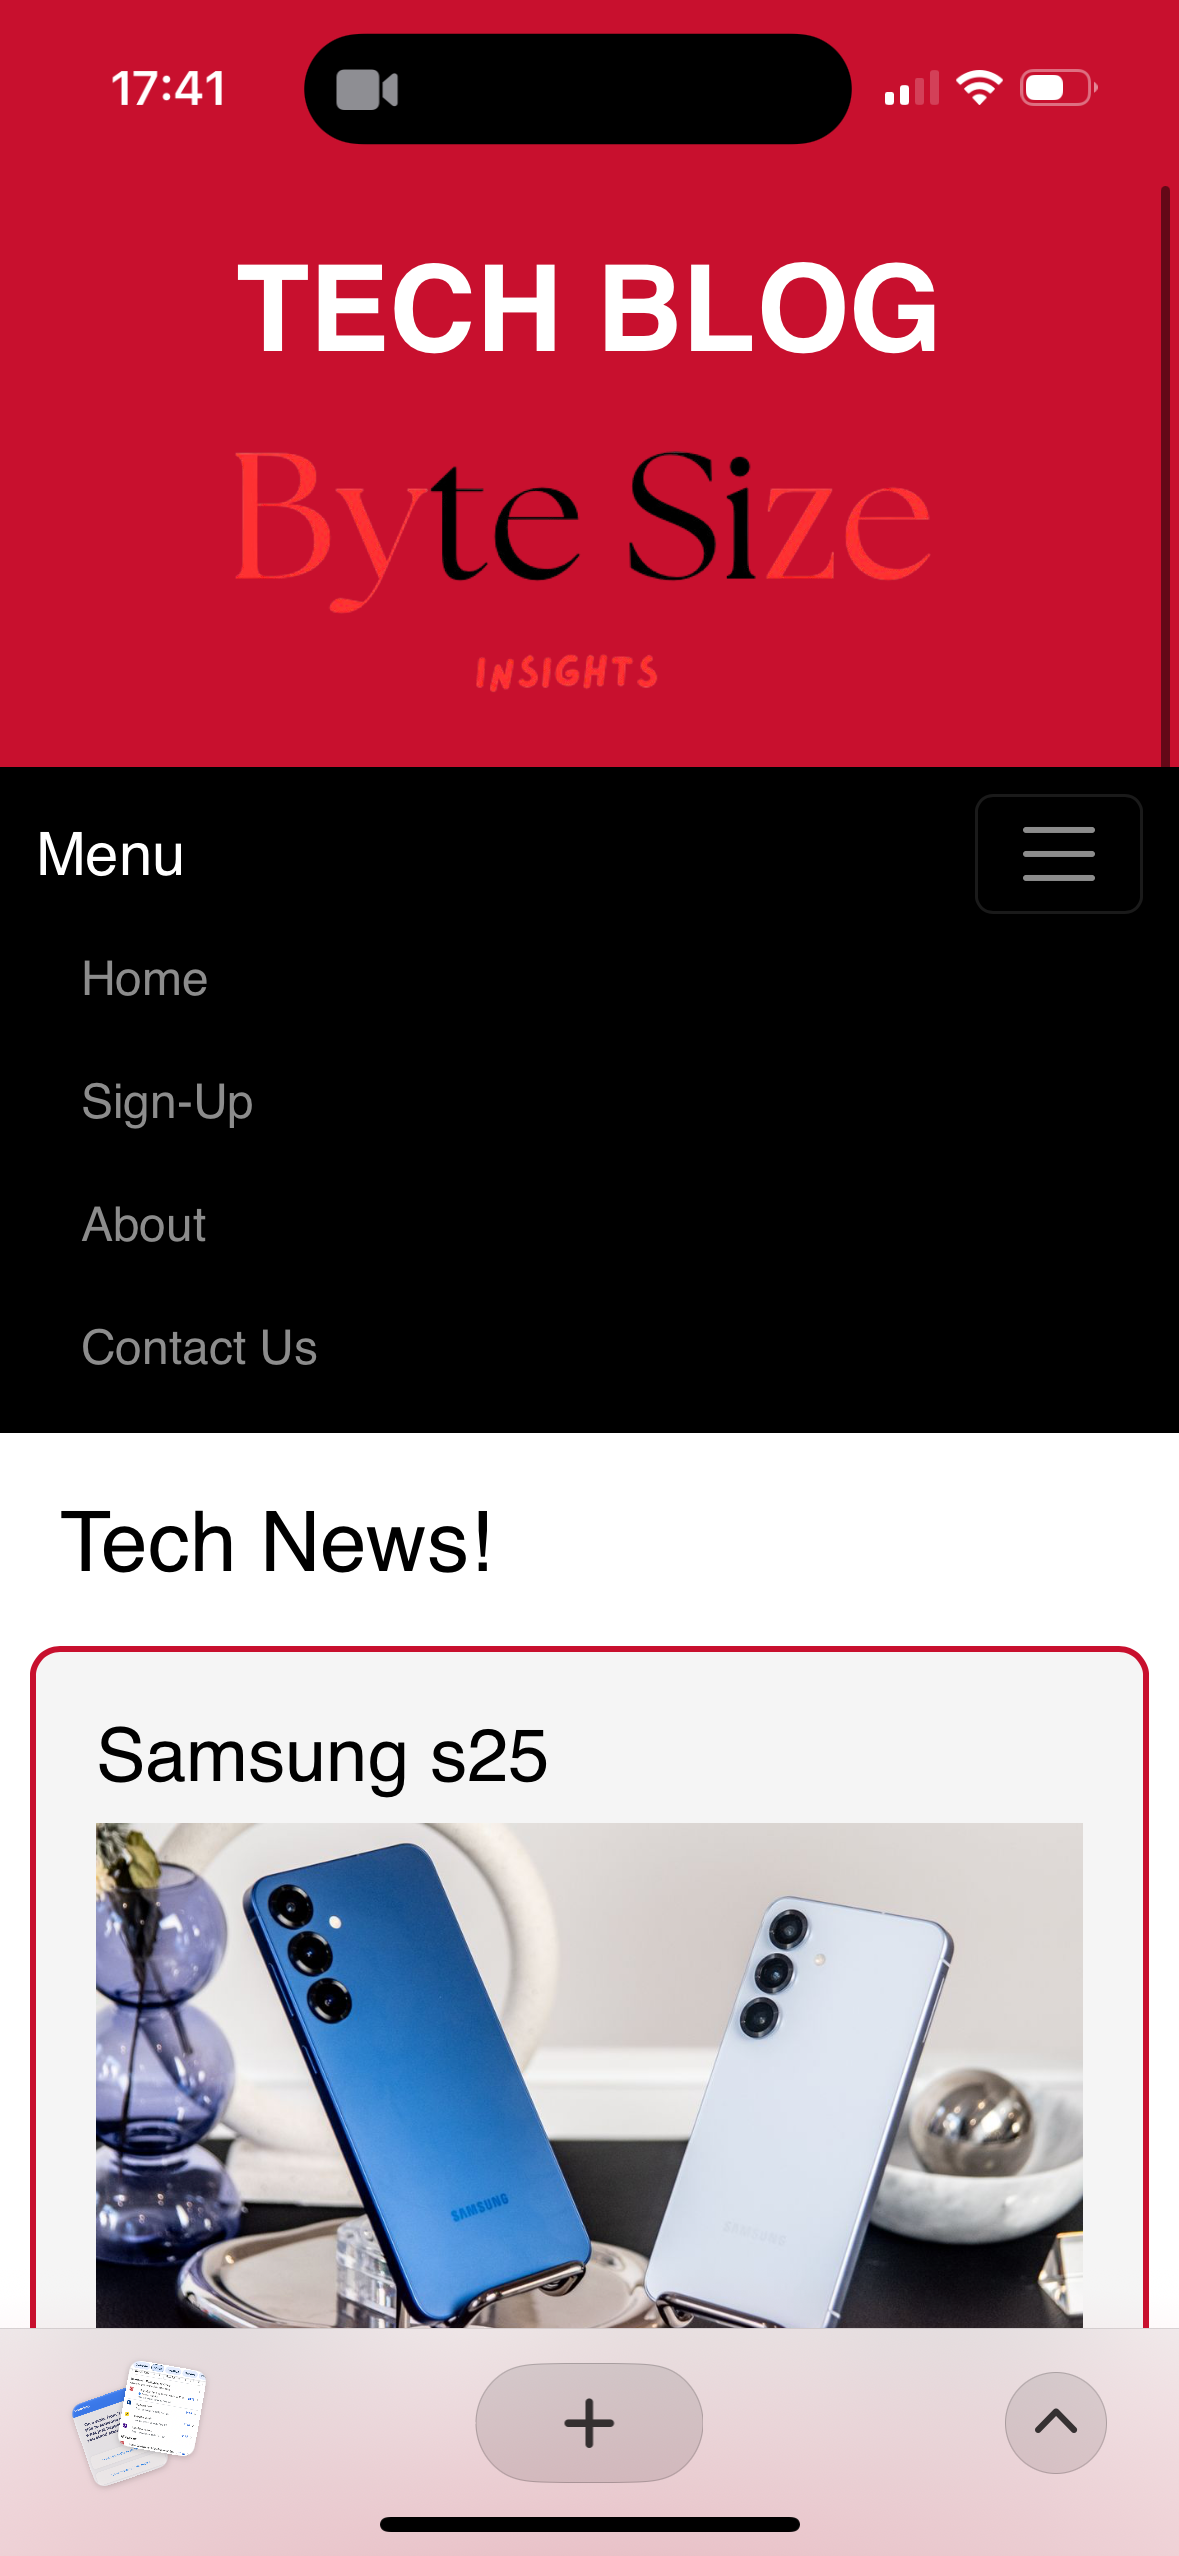 17:41
TECH BLOG
Byte Size
INSIGHTS
Menu
Home
Sign-Up
About
Contact Us
Tech News!
Samsung s25
SAMSUNG
SAMSUNG